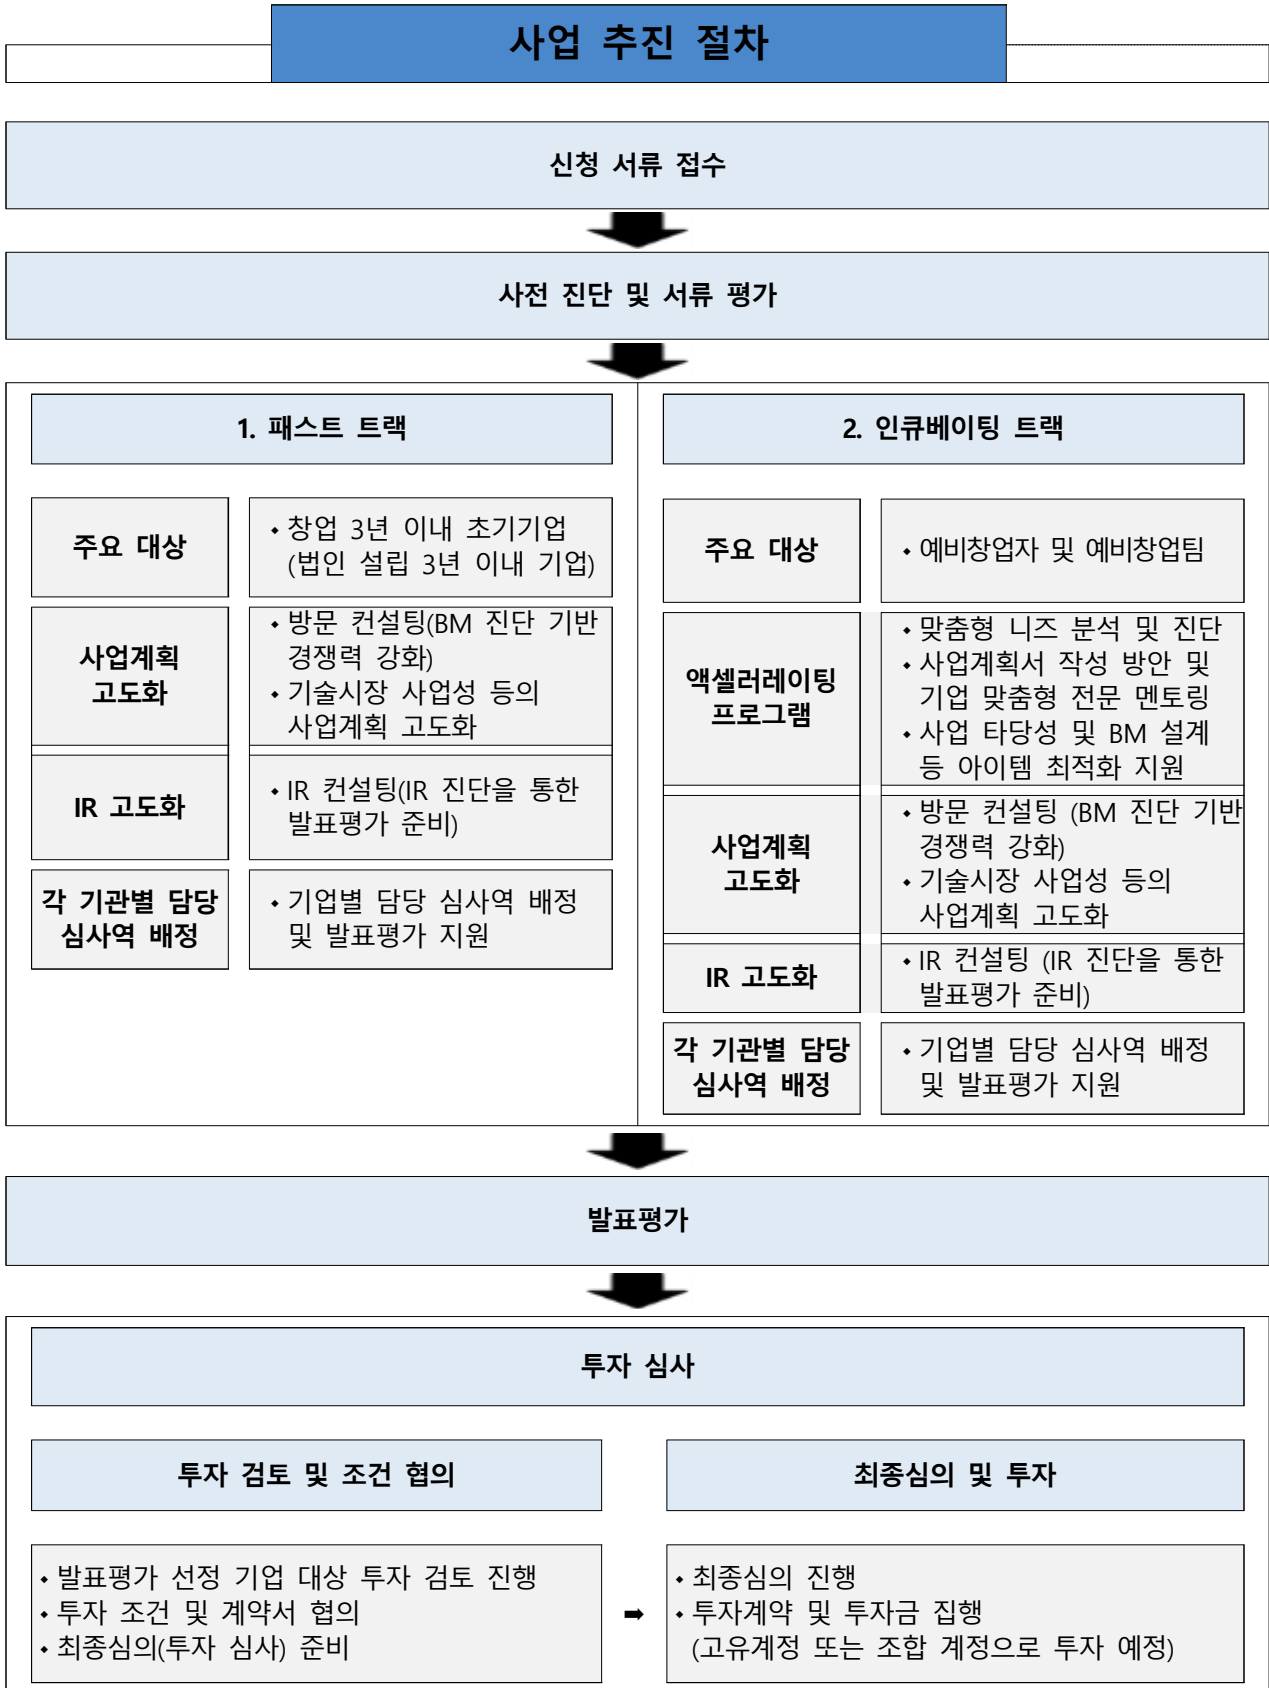 사업 추진 절차
신청 서류 접수
사전 진단 및 서류 평가
1. 패스트 트랙
주요 대상
⬩창업 3년 이내 초기기업
(법인 설립 3년 이내 기업)
사업계획
고도화
⬩방문 컨설팅(BM 진단 기반
경쟁력 강화)
⬩기술시장 사업성 등의
사업계획 고도화
IR 고도화
⬩IR 컨설팅(IR 진단을 통한
발표평가 준비)
각 기관별 담당
심사역 배정
⬩기업별 담당 심사역 배정
및 발표평가 지원
2. 인큐베이팅 트랙
주요 대상
⬩예비창업자 및 예비창업팀
액셀러레이팅
프로그램
⬩맞춤형 니즈 분석 및 진단
⬩사업계획서 작성 방안 및
기업 맞춤형 전문 멘토링
⬩사업 타당성 및 BM 설계
등 아이템 최적화 지원
사업계획
고도화
⬩방문 컨설팅 (BM 진단 기반
경쟁력 강화)
⬩기술시장 사업성 등의
사업계획 고도화
IR 고도화
⬩IR 컨설팅 (IR 진단을 통한
발표평가 준비)
각 기관별 담당
심사역 배정
⬩기업별 담당 심사역 배정
및 발표평가 지원
발표평가
투자 심사
투자 검토 및 조건 협의
⬩발표평가 선정 기업 대상 투자 검토 진행
⬩투자 조건 및 계약서 협의
⬩최종심의(투자 심사) 준비
➡
최종심의 및 투자
⬩최종심의 진행
⬩투자계약 및 투자금 집행
(고유계정 또는 조합 계정으로 투자 예정)